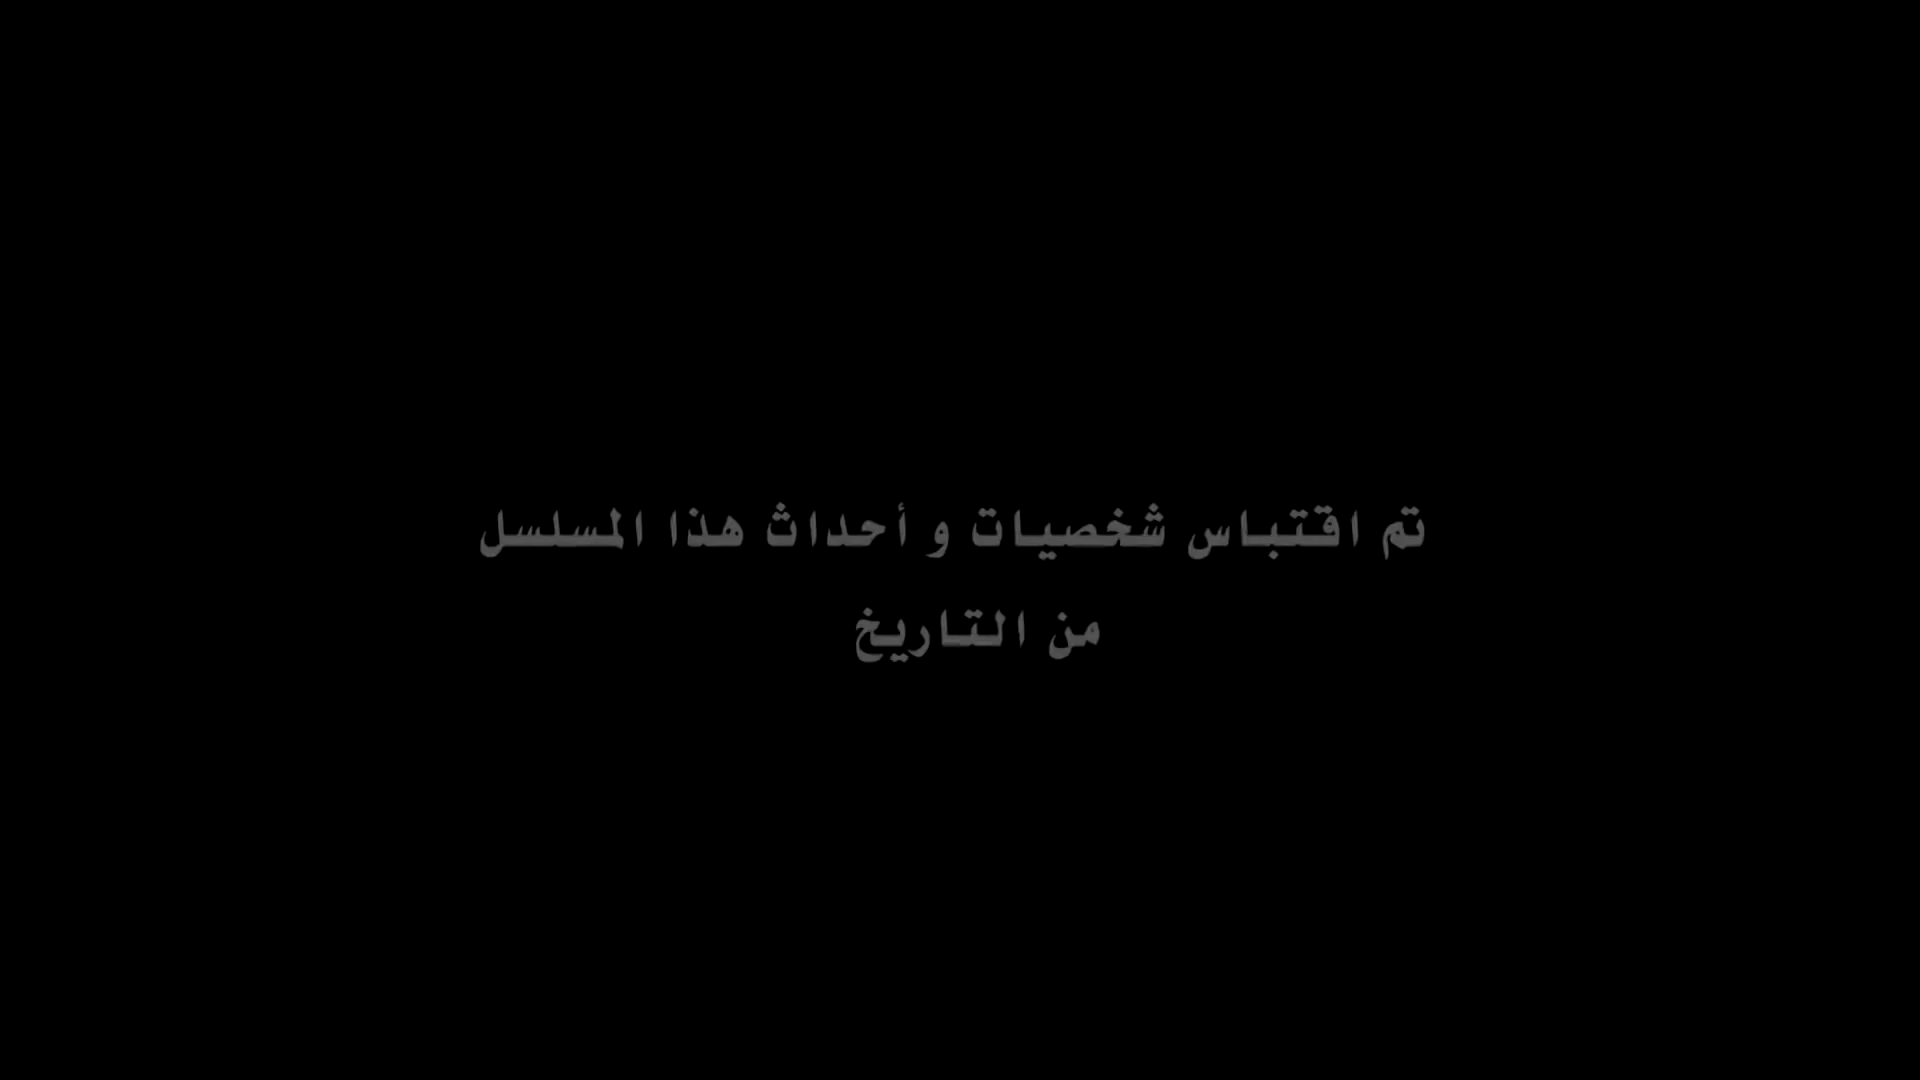 تم اقتباس شخصيات و أحداث هذا المسلسل
من التاريخ